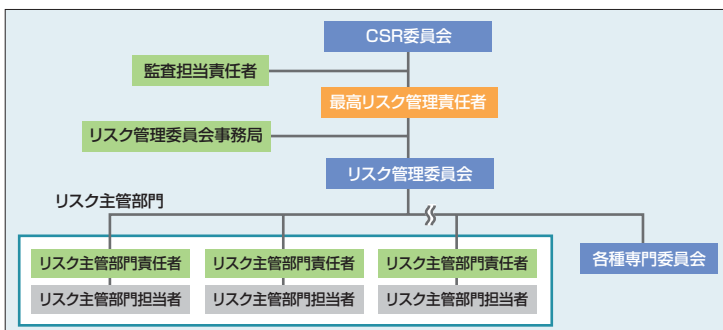 CSR委員会
監査担当責任者
最高リスク管理責任者
リスク管理委員会事務局
リスク管理委員会
リスク主管部門
リスク主管部門責任者 リスク主管部門責任者 リスク主管部門責任者 各種専門委員会
リスク主管部門担当者 リスク主管部門担当者 リスク主管部門担当者